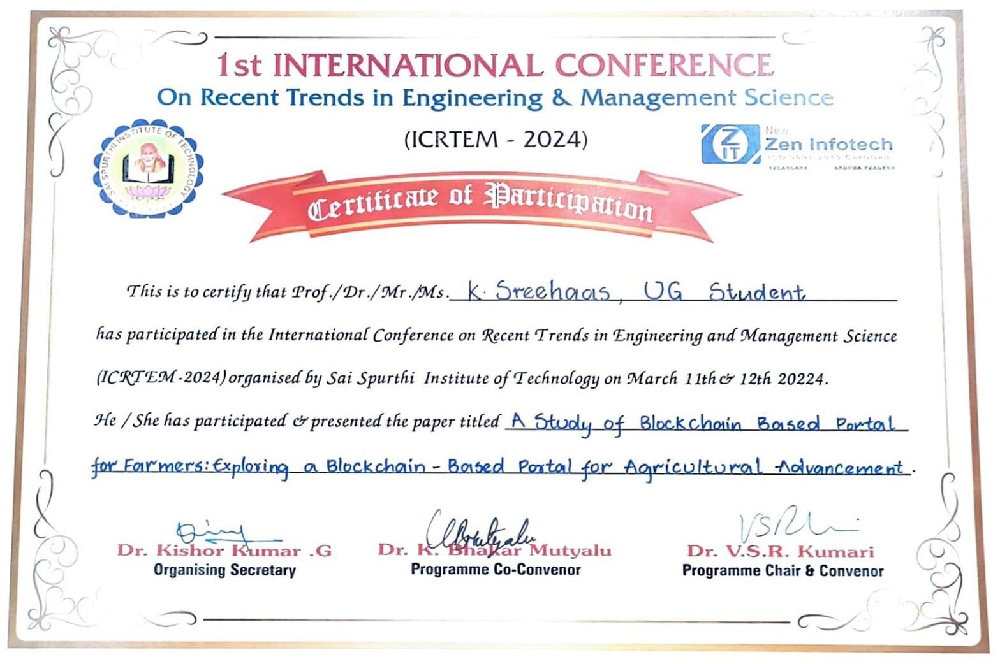 1st INTERNATIONAL CONFERENCE
On Recent Trends in Engineering & Management Science
(ICRTEM - 2024)
SAI SPURTHI INSTITUTE OF TECHNOLOGY
ZIT
New
Zen Infotech
ISO 9001 2015 Certified
TELANGANA ANDHRA PRADESH
Certificate of Participation
This is to certify that Prof./Dr./Mr./Ms. K. Sreehaas, UG Student
has participated in the International Conference on Recent Trends in Engineering and Management Science
(ICRTEM-2024) organised by Sai Spurthi Institute of Technology on March 11th & 12th 20224.
He / She has participated & presented the paper titled A Study of Blockchain Based Portal
for Farmers: Exploring a Blockchain - Based Portal for Agricultural Advancement.
Dr. Kishor Kumar .G
Organising Secretary
Dr. K. Bhakar Mutyalu
Programme Co-Convenor
Dr. V.S.R. Kumari
Programme Chair & Convenor